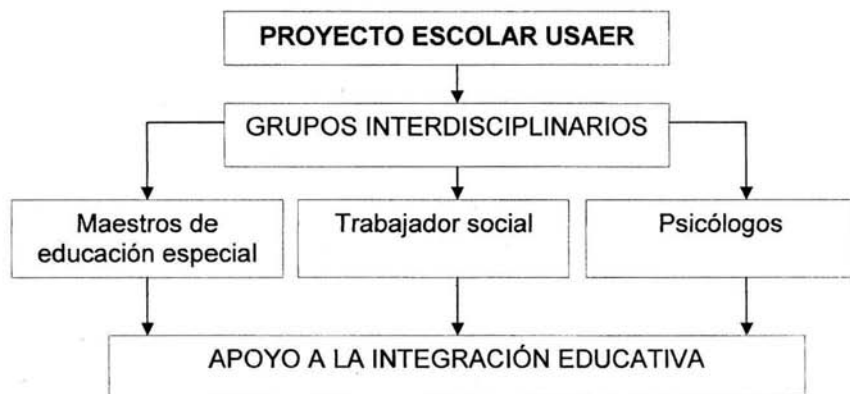 PROYECTO ESCOLAR USAER
GRUPOS INTERDISCIPLINARIOS
Maestros de
educación especial
Trabajador social
Psicólogos
APOYO A LA INTEGRACIÓN EDUCATIVA